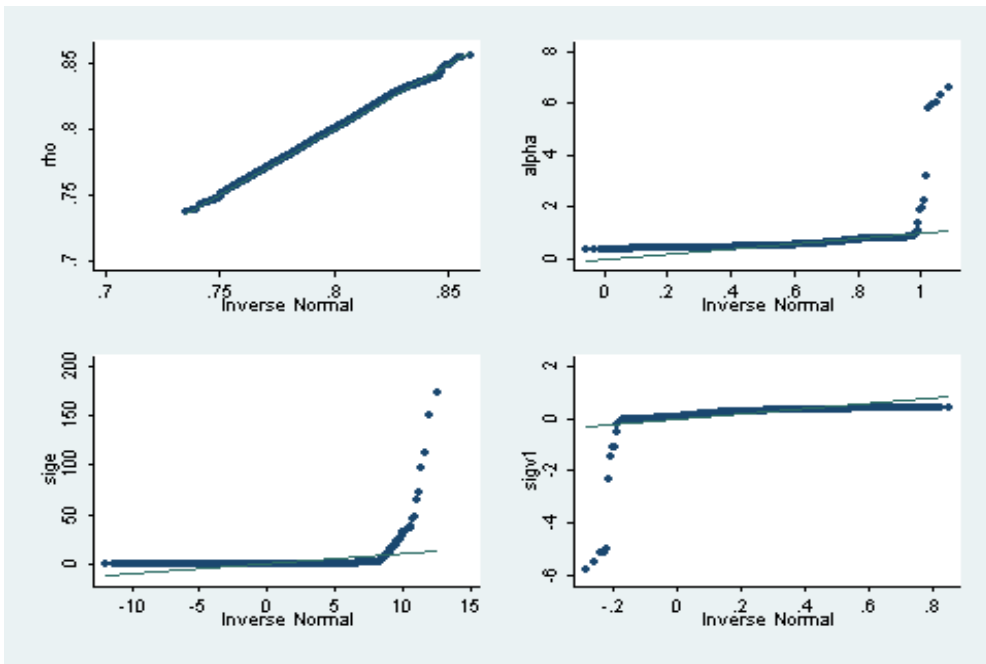 rho
.85
.8
.75
.7
.7 .75 .8 .85
Inverse Normal
alpha
8
6
4
2
0
0 .2 .4 .6 .8 1
Inverse Normal
sige
200
150
100
50
0
-10 -5 0 5 10 15
Inverse Normal
sigv1
2
0
-2
-4
-6
-.2 0 .2 .4 .6 .8
Inverse Normal